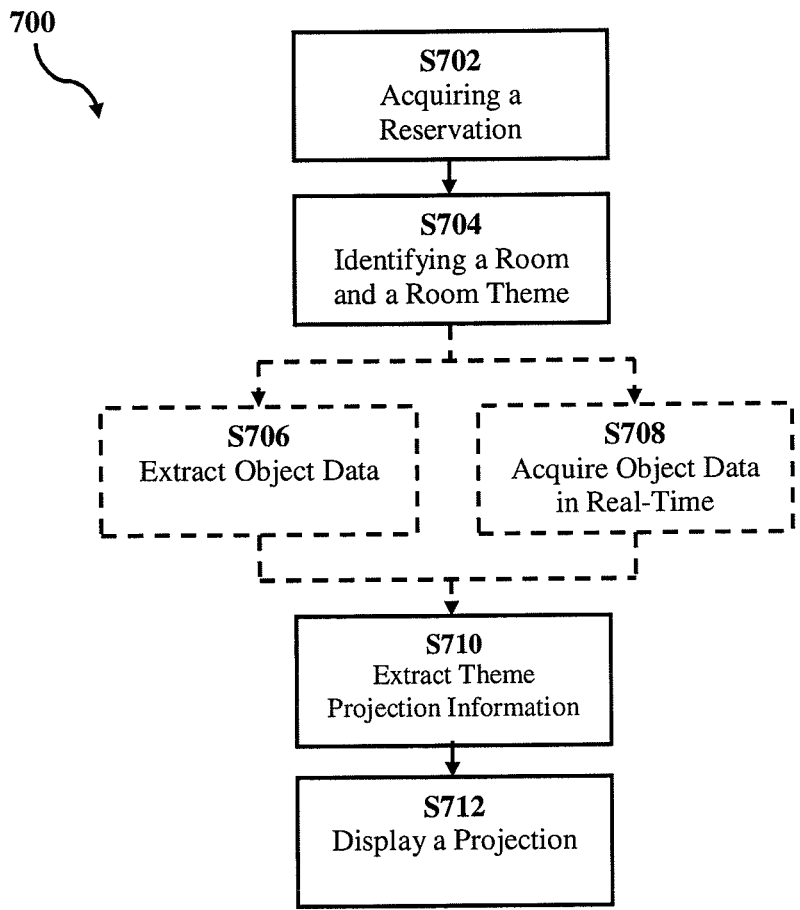 700
S702
Acquiring a
Reservation
S704
Identifying a Room
and a Room Theme
S706
Extract Object Data
S708
Acquire Object Data
in Real-Time
S710
Extract Theme
Projection Information
S712
Display a Projection